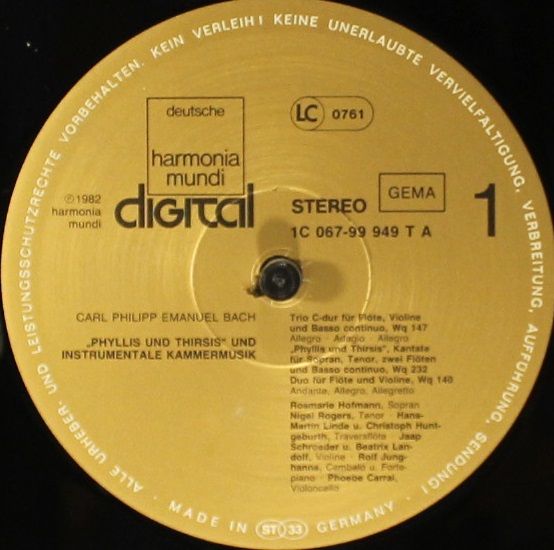 ALLE URHEBER- UND LEISTUNGSSCHUTZRECHTE VORBEHALTEN. KEIN VERLEIH! KEINE UNERLAUBTE VERVIELFÄLTIGUNG, VERBREITUNG, AUFFÜHRUNG, SENDUNG!
deutsche
harmonia
mundi
LC 0761
℗ 1982
harmonia
mundi
digital
STEREO
GEMA
1
1C 067-99 949 T A
CARL PHILIPP EMANUEL BACH
„PHYLLIS UND THIRSIS“ UND
INSTRUMENTALE KAMMERMUSIK
Trio C-dur für Flöte, Violine
und Basso continuo, Wq 147
Allegro · Adagio · Allegro
„Phyllis und Thirsis“, Kantate
für Sopran, Tenor, zwei Flöten
und Basso continuo, Wq 232
Duo für Flöte und Violine, Wq 140
Andante, Allegro, Allegretto
Rosmarie Hofmann, Sopran
Nigel Rogers, Tenor · Hans-
Martin Linde u. Christoph Hunt-
geburth, Traversflöte · Jaap
Schroeder u. Beatrix Lan-
dolf, Violine · Rolf Jung-
hanns, Cembalo u. Forte-
piano · Phoebe Carrai,
Violoncello
· MADE IN ST 33 GERMANY ·